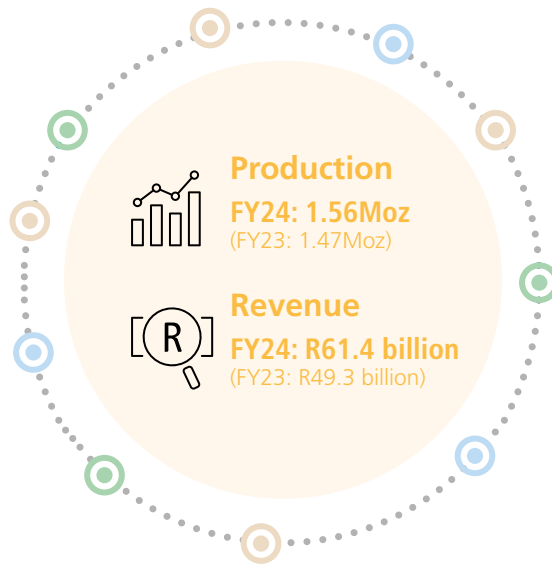 Production
FY24: 1.56Moz
(FY23: 1.47Moz)
R
Revenue
FY24: R61.4 billion
(FY23: R49.3 billion)